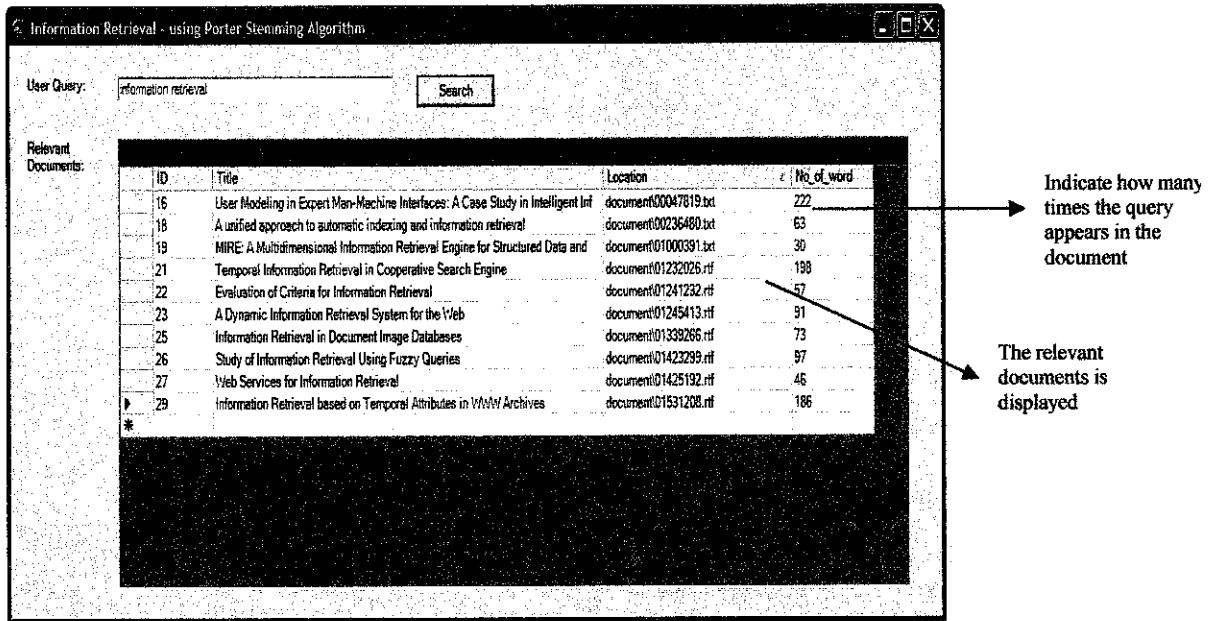 Information Retrieval - using Porter Stemming Algorithm
User Query: information retrieval Search
Relevant Documents:
ID Title Location No_of_word
16 User Modeling in Expert Man-Machine Interfaces: A Case Study in Intelligent Inf document\00047819.txt 222
18 A unified approach to automatic indexing and information retrieval document\00236480.txt 63
19 MIRE: A Multidimensional Information Retrieval Engine for Structured Data and document\01000391.txt 30
21 Temporal Information Retrieval in Cooperative Search Engine document\01232026.rtf 198
22 Evaluation of Criteria for Information Retrieval document\01241232.rtf 57
23 A Dynamic Information Retrieval System for the Web document\01245413.rtf 91
25 Information Retrieval in Document Image Databases document\01339266.rtf 73
26 Study of Information Retrieval Using Fuzzy Queries document\01423299.rtf 97
27 Web Services for Information Retrieval document\01425192.rtf 46
29 Information Retrieval based on Temporal Attributes in WWW Archives document\01531208.rtf 186
*
Indicate how many
times the query
appears in the
document
The relevant
documents is
displayed